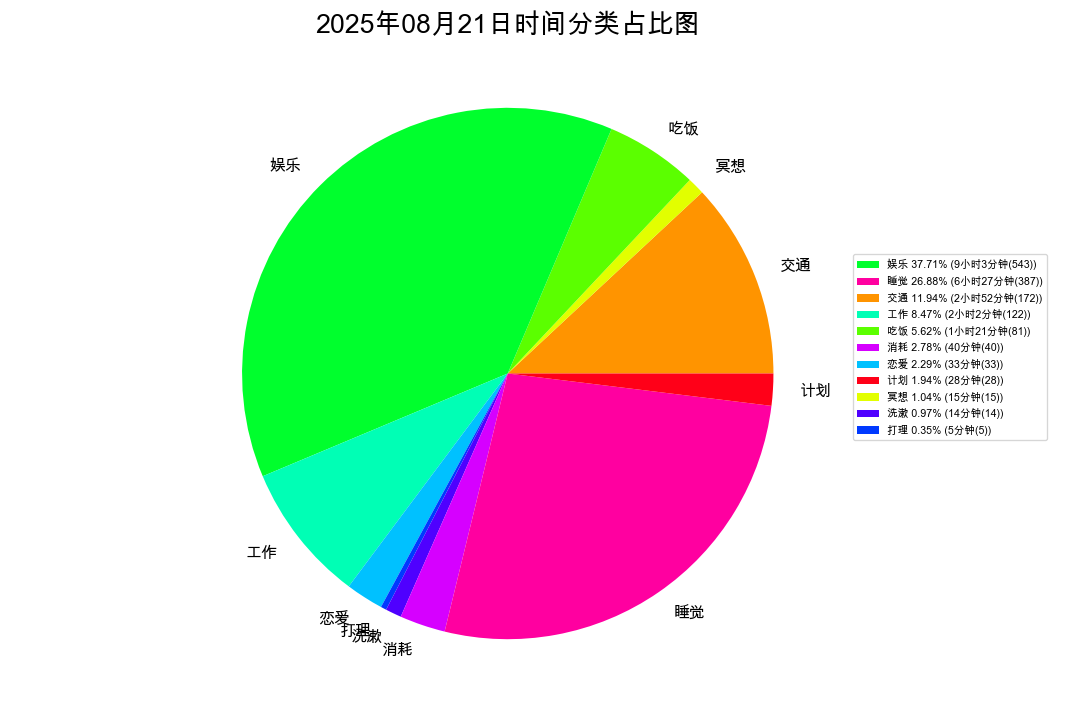 2025年08月21日时间分类占比图
吃饭
冥想
娱乐
交通
计划
工作
睡觉
恋爱
打理
洗漱
消耗
娱乐 37.71% (9小时3分钟(543))
睡觉 26.88% (6小时27分钟(387))
交通 11.94% (2小时52分钟(172))
工作 8.47% (2小时2分钟(122))
吃饭 5.62% (1小时21分钟(81))
消耗 2.78% (40分钟(40))
恋爱 2.29% (33分钟(33))
计划 1.94% (28分钟(28))
冥想 1.04% (15分钟(15))
洗漱 0.97% (14分钟(14))
打理 0.35% (5分钟(5))